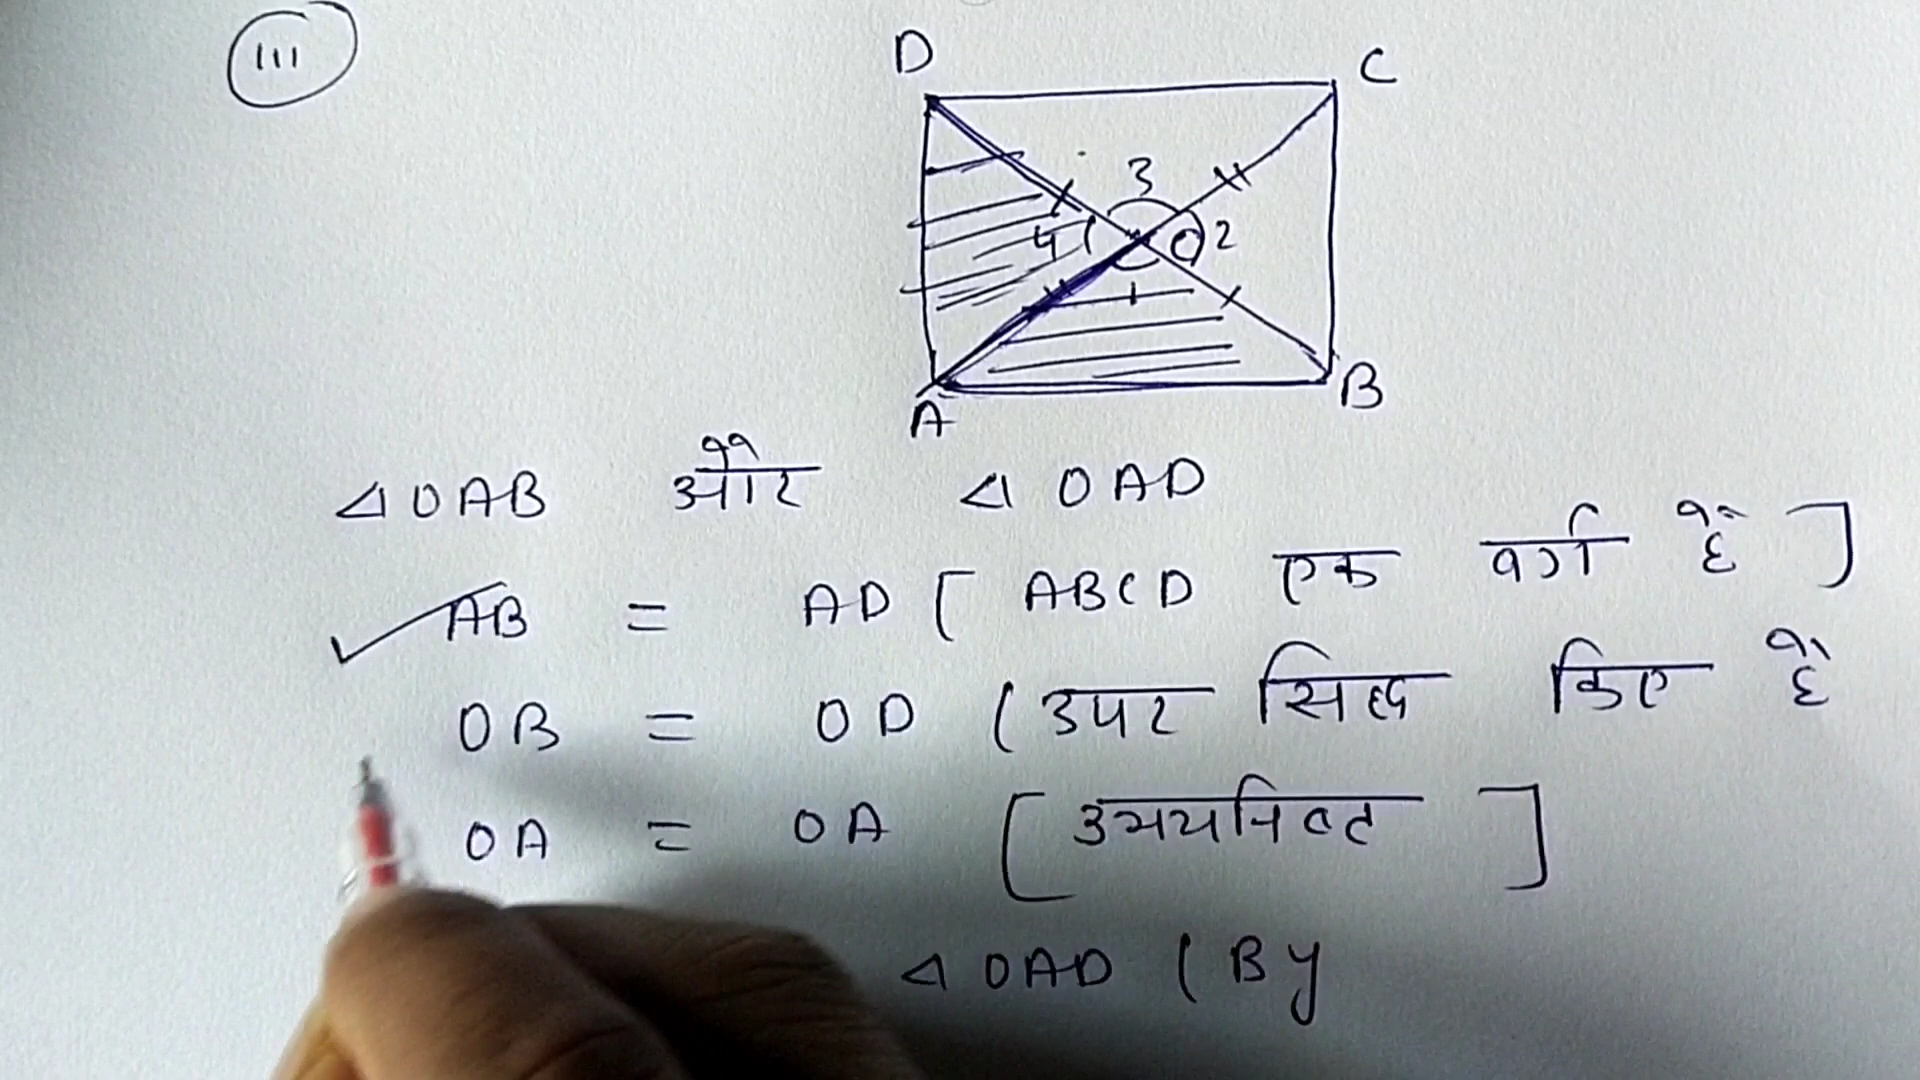 III
D C
3
4 O 2
1
A B
△OAB और △OAD
AB = AD [ ABCD एक वर्ग है ]
OB = OD ( उपर सिद्ध किए है
OA = OA [ उभयनिष्ट ]
△OAD ( By